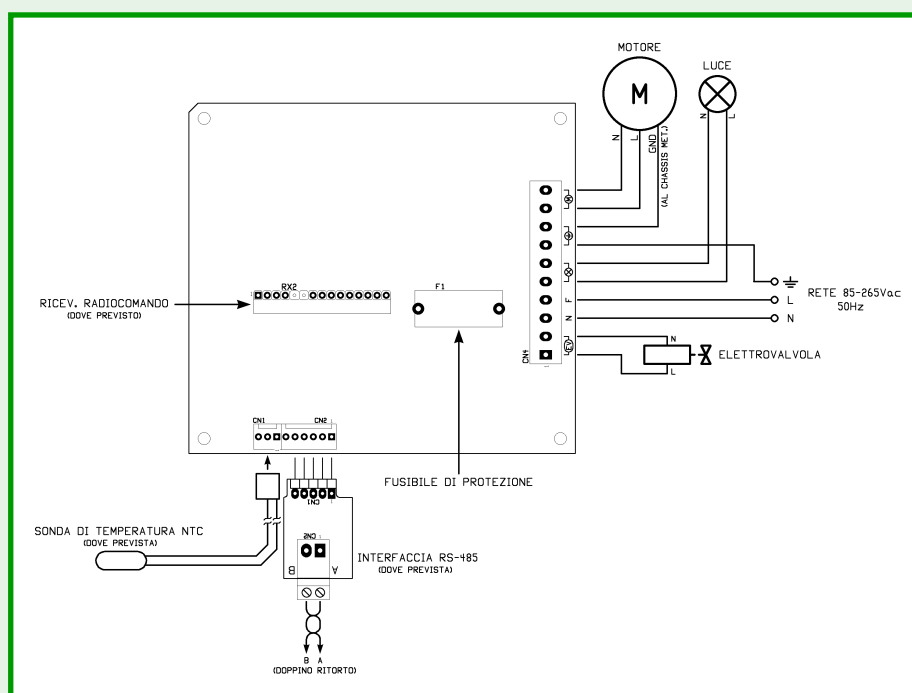 MOTORE
LUCE
M
N
L
N
L
GND
(AL CHASSIS MET.)
RX2
F1
RICEV. RADIOCOMANDO
(DOVE PREVISTO)
F
L
RETE 85-265Vac
50Hz
N
N
EV
N
ELETTROVALVOLA
L
CN4
1
CN1
CN2
FUSIBILE DI PROTEZIONE
CN1
SONDA DI TEMPERATURA NTC
(DOVE PREVISTA)
CN2
INTERFACCIA RS-485
(DOVE PREVISTA)
B
A
B A
(DOPPINO RITORTO)